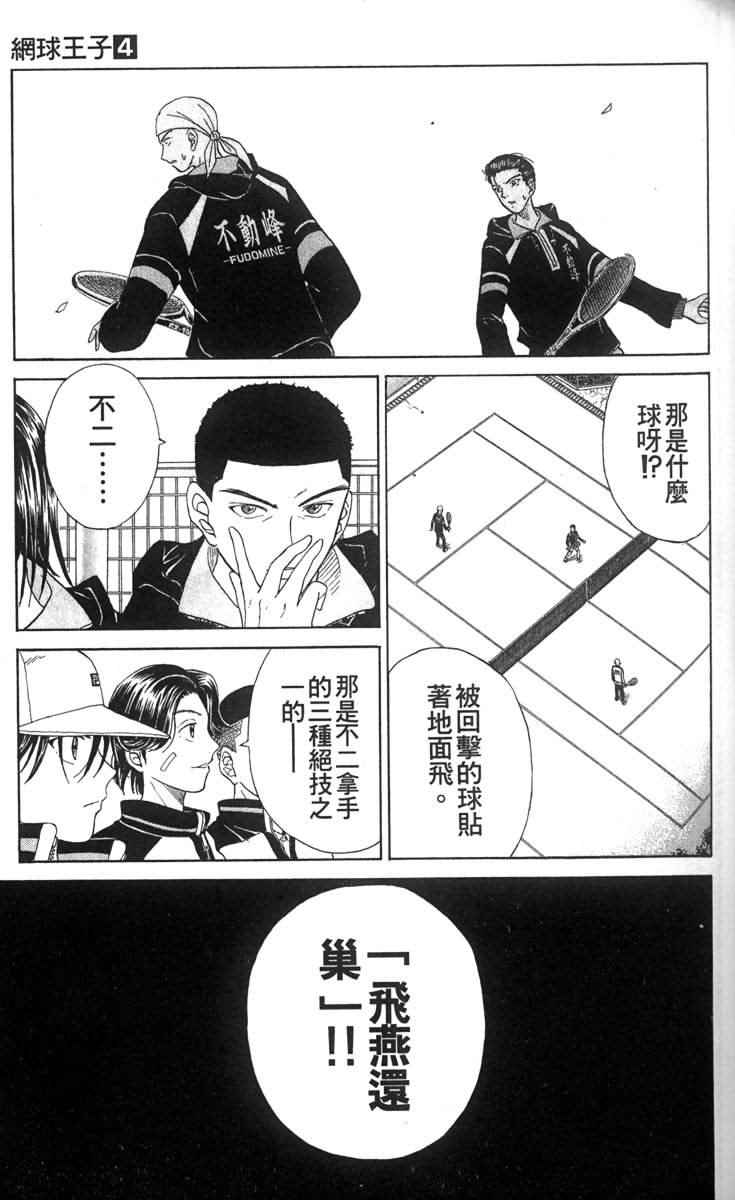 網球王子4
不動峰
-FUDOMINE-
不動峰
那是什麼
球呀!?
被回擊的球貼
著地面飛。
不二……
那是不二拿手
的三種絕技之
一的——
「飛燕還
巢」!!